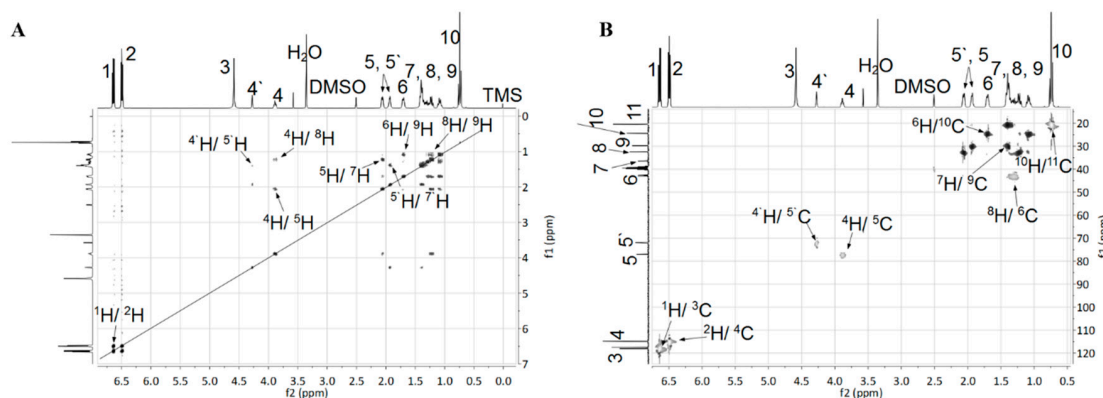 A
1
2
3
4`
4
H₂O
DMSO
5, 5`
6
7,
8,
9
10
TMS
⁴`H/ ⁵`H
⁴H/ ⁸H
⁶H/ ⁹H
⁸H/ ⁹H
⁵H/ ⁷H
⁵`H/ ⁷`H
⁴H/ ⁵H
¹H/ ²H
0
1
2
3
4
5
6
7
f1 (ppm)
6.5 6.0 5.5 5.0 4.5 4.0 3.5 3.0 2.5 2.0 1.5 1.0 0.5 0.0
f2 (ppm)
B
1
2
3
4`
4
H₂O
DMSO
5`, 5
6
7,
8,
9
10
11
10
9
8
7
6
5`
5
4
3
⁶H/¹⁰C
¹⁰H/¹¹C
⁷H/ ⁹C
⁸H/ ⁶C
⁴`H/ ⁵`C
⁴H/ ⁵C
¹H/ ³C
²H/ ⁴C
20
30
40
50
60
70
80
90
100
110
120
f1 (ppm)
6.5 6.0 5.5 5.0 4.5 4.0 3.5 3.0 2.5 2.0 1.5 1.0 0.5
f2 (ppm)